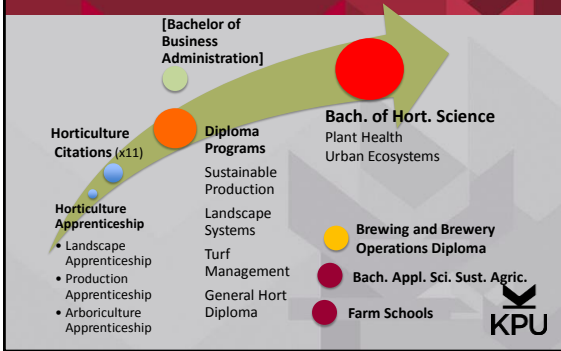 [Bachelor of
Business
Administration]
Horticulture
Citations (x11)
Horticulture
Apprenticeship
• Landscape
Apprenticeship
• Production
Apprenticeship
• Arboriculture
Apprenticeship
Diploma
Programs
Sustainable
Production
Landscape
Systems
Turf
Management
General Hort
Diploma
Bach. of Hort. Science
Plant Health
Urban Ecosystems
Brewing and Brewery
Operations Diploma
Bach. Appl. Sci. Sust. Agric.
Farm Schools
KPU